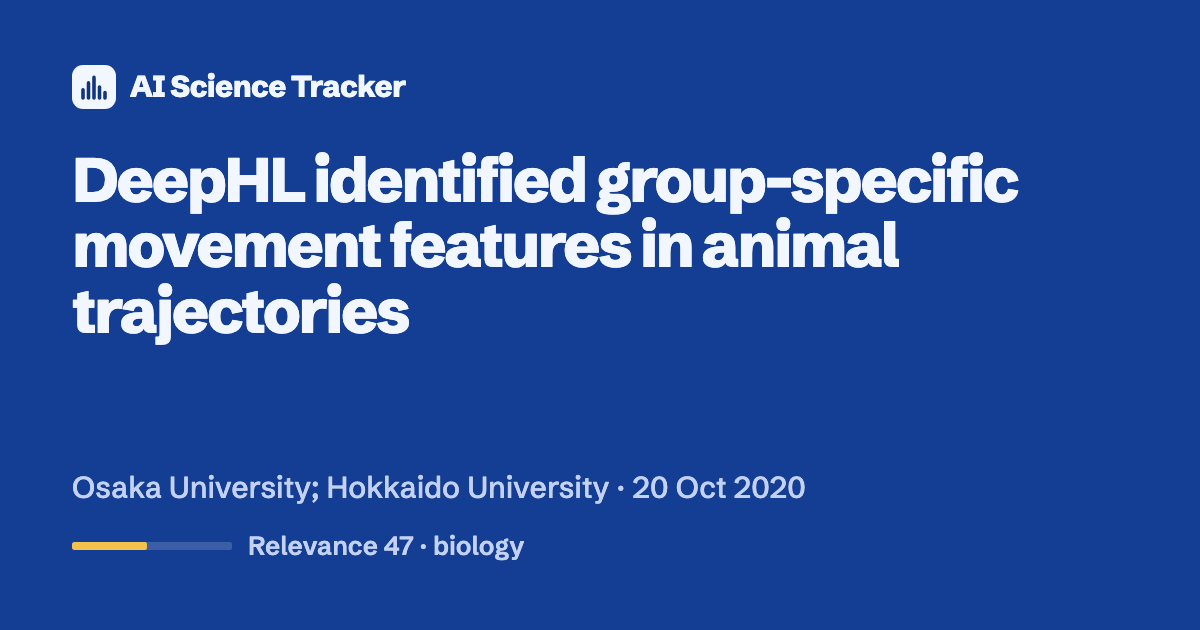 AI Science Tracker
DeepHL identified group-specific
movement features in animal
trajectories
Osaka University; Hokkaido University · 20 Oct 2020
Relevance 47 · biology